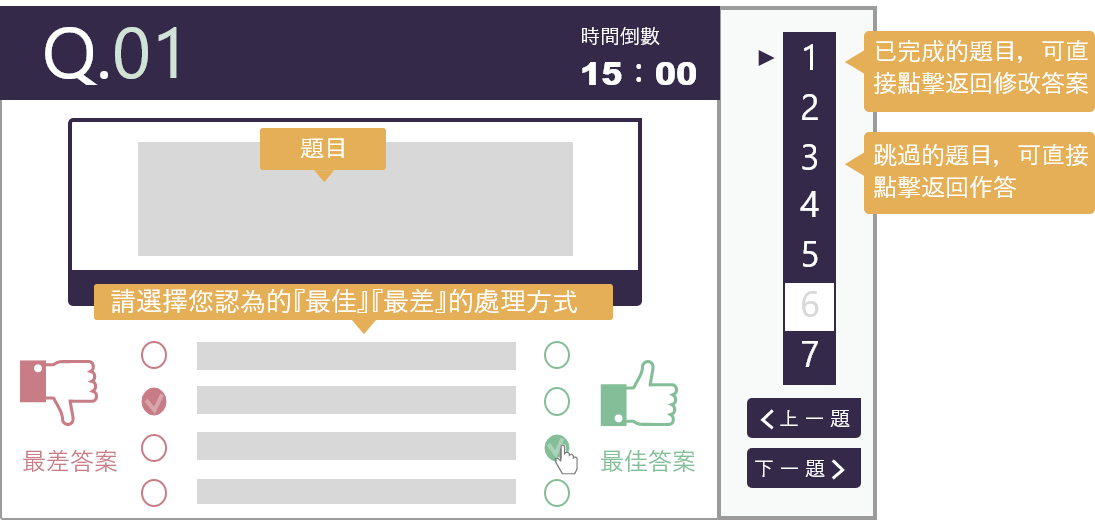 Q.01
時間倒數
15：00
題目
請選擇您認為的『最佳』『最差』的處理方式
最差答案
最佳答案
1
2
3
4
5
6
7
上一題
下一題
已完成的題目，可直
接點擊返回修改答案
跳過的題目，可直接
點擊返回作答